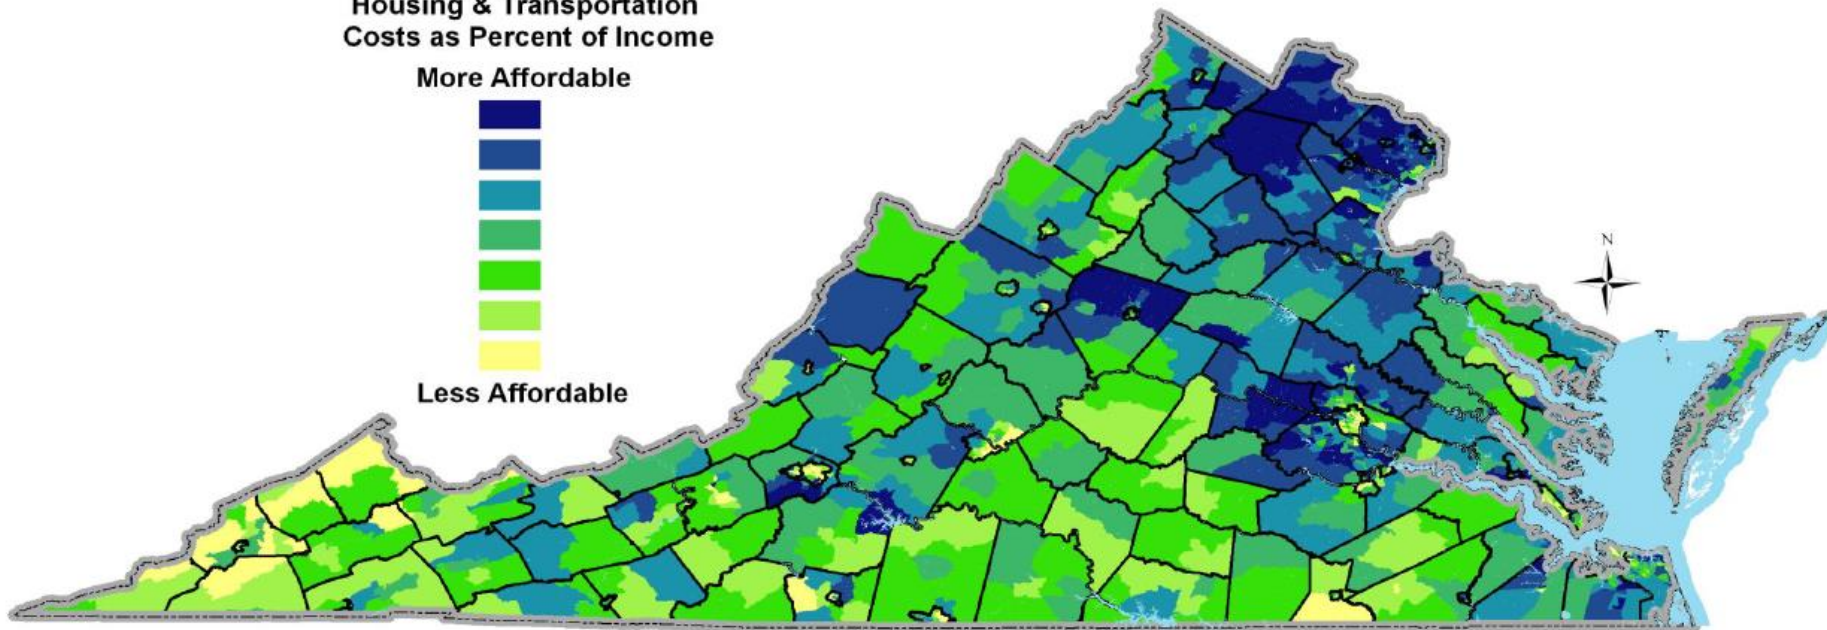 Housing & Transportation
Costs as Percent of Income
More Affordable
Less Affordable
N